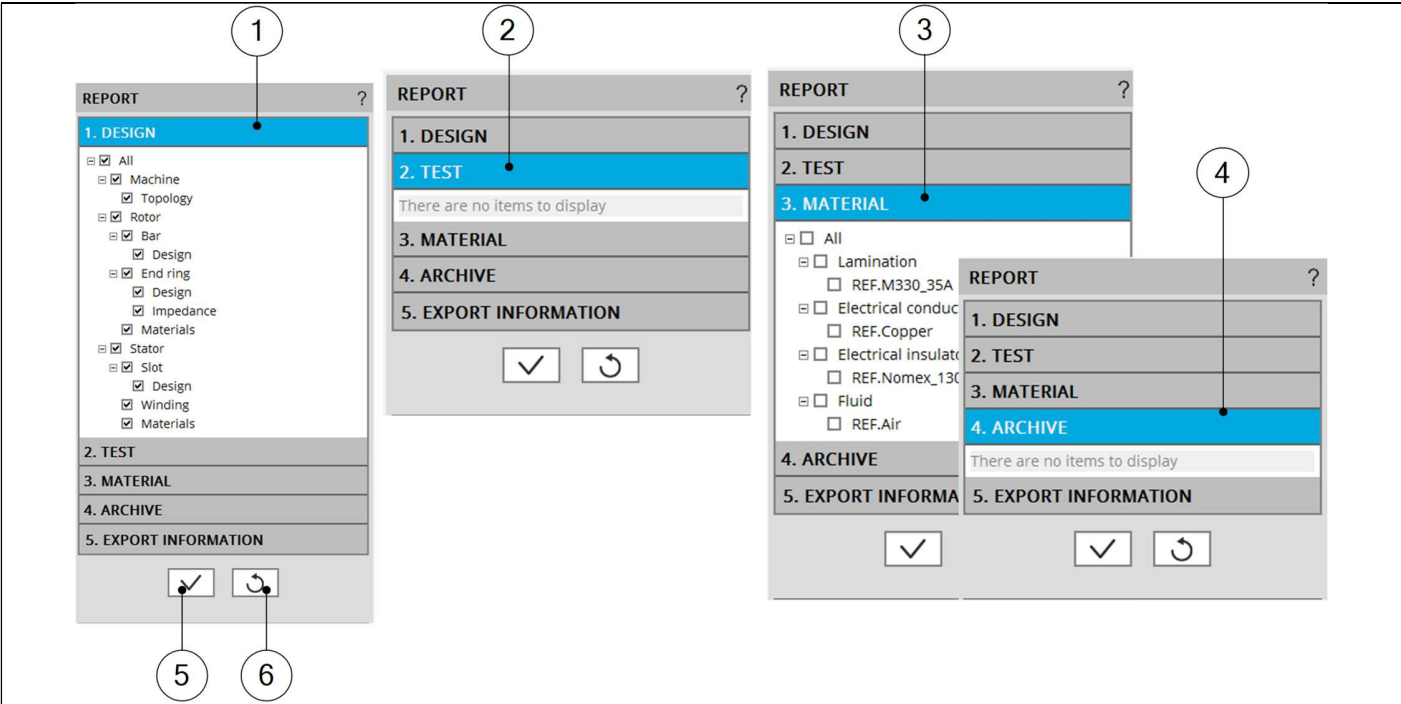 1
2
3
4
REPORT ?
1. DESIGN
All
Machine
Topology
Rotor
Bar
Design
End ring
Design
Impedance
Materials
Stator
Slot
Design
Winding
Materials
2. TEST
3. MATERIAL
4. ARCHIVE
5. EXPORT INFORMATION
5
6
REPORT ?
1. DESIGN
2. TEST
There are no items to display
3. MATERIAL
4. ARCHIVE
5. EXPORT INFORMATION
REPORT ?
1. DESIGN
2. TEST
3. MATERIAL
All
Lamination
REF.M330_35A
Electrical conduc
REF.Copper
Electrical insulato
REF.Nomex_130
Fluid
REF.Air
4. ARCHIVE
5. EXPORT INFORMA
REPORT ?
1. DESIGN
2. TEST
3. MATERIAL
4. ARCHIVE
There are no items to display
5. EXPORT INFORMATION